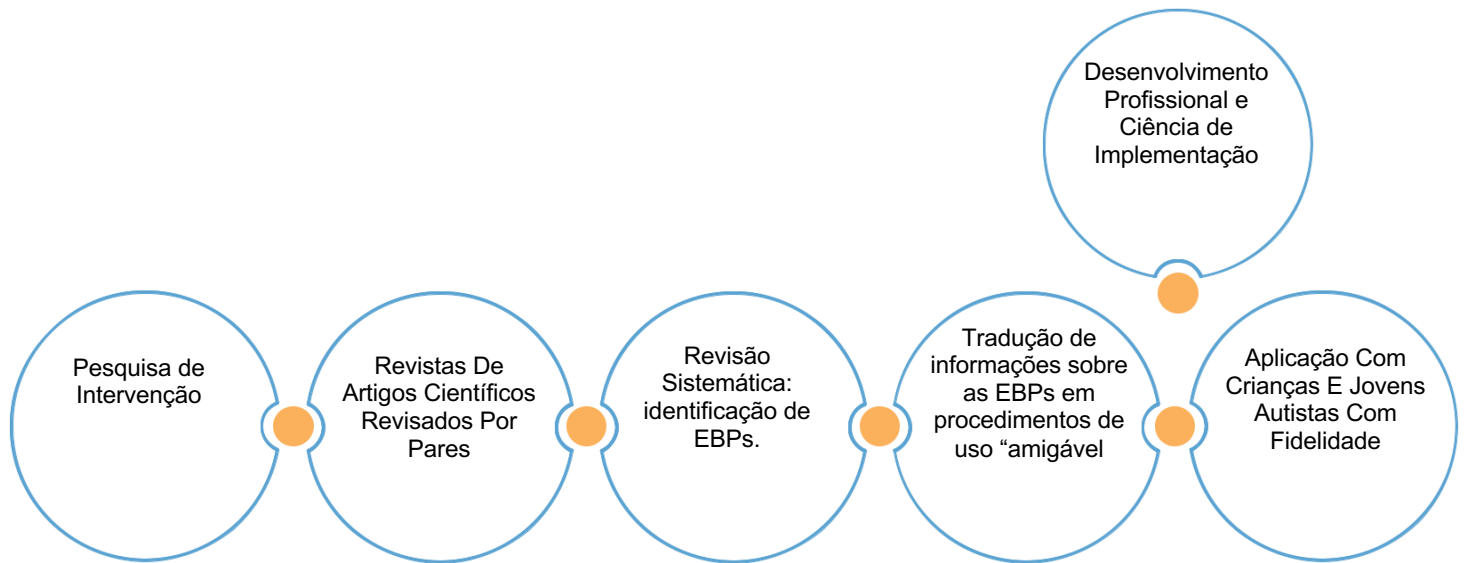 Desenvolvimento
Profissional e
Ciência de
Implementação
Pesquisa de
Intervenção
Revistas De
Artigos Científicos
Revisados Por
Pares
Revisão
Sistemática:
identificação de
EBPs.
Tradução de
informações sobre
as EBPs em
procedimentos de
uso “amigável
Aplicação Com
Crianças E Jovens
Autistas Com
Fidelidade